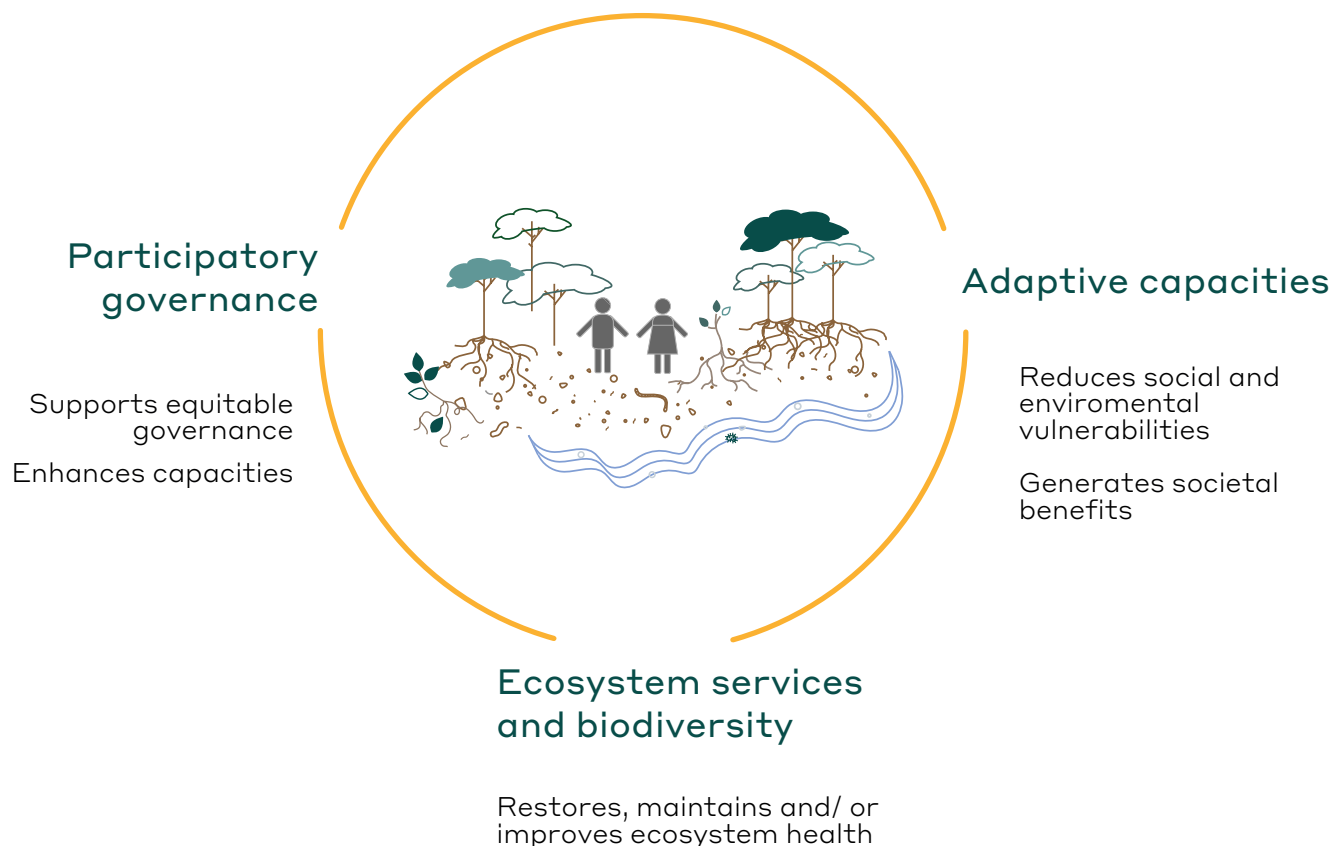 Participatory
governance
Supports equitable
governance
Enhances capacities
Adaptive capacities
Reduces social and
enviromental
vulnerabilities
Generates societal
benefits
Ecosystem services
and biodiversity
Restores, maintains and/ or
improves ecosystem health